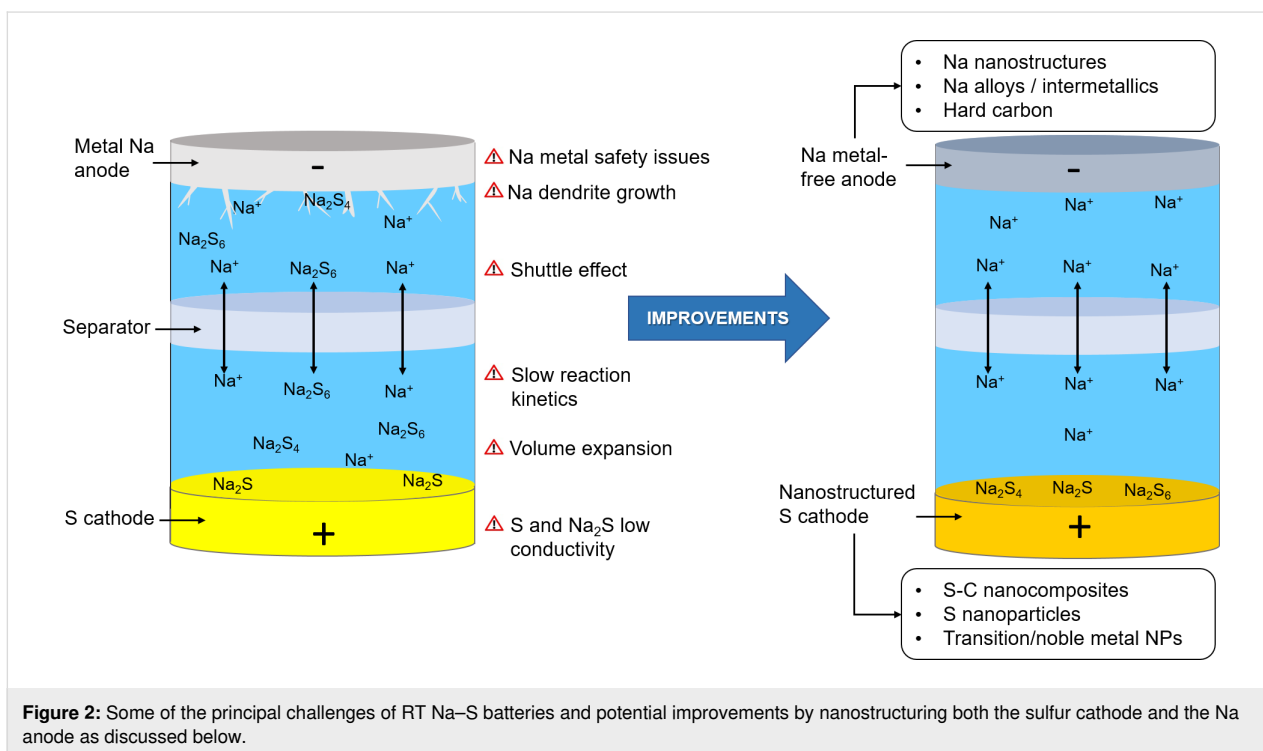 • Na nanostructures
• Na alloys / intermetallics
• Hard carbon
Metal Na
anode
-
Na⁺
Na₂S₄
Na⁺
Na₂S₆
Na⁺
Na₂S₆
Na⁺
Separator
Na⁺
Na₂S₆
Na⁺
Na₂S₄
Na₂S₆
Na⁺
Na₂S
Na₂S
S cathode
+
Na metal safety issues
Na dendrite growth
Shuttle effect
Slow reaction
kinetics
Volume expansion
S and Na₂S low
conductivity
IMPROVEMENTS
Na metal-
free anode
-
Na⁺
Na⁺
Na⁺
Na⁺
Na⁺
Na⁺
Na⁺
Na⁺
Na⁺
Na⁺
Na₂S₄
Na₂S
Na₂S₆
Nanostructured
S cathode
+
• S-C nanocomposites
• S nanoparticles
• Transition/noble metal NPs
Figure 2: Some of the principal challenges of RT Na–S batteries and potential improvements by nanostructuring both the sulfur cathode and the Na
anode as discussed below.